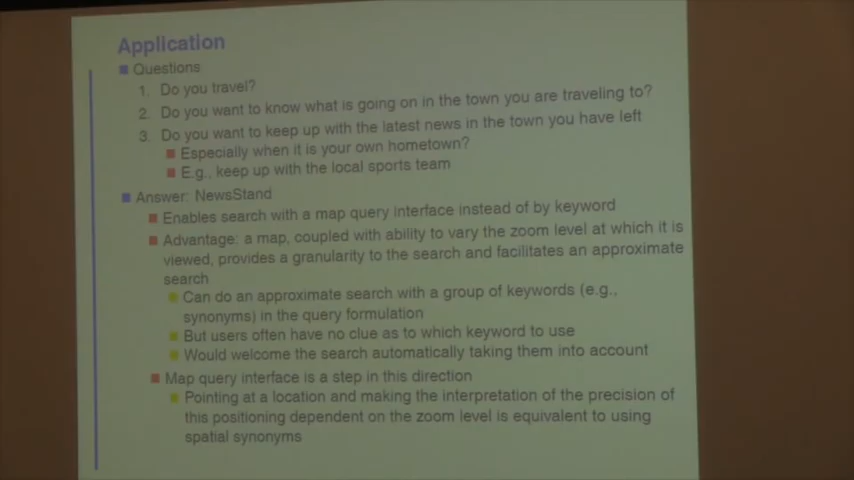 Application
Questions
1. Do you travel?
2. Do you want to know what is going on in the town you are traveling to?
3. Do you want to keep up with the latest news in the town you have left
Especially when it is your own hometown?
E.g., keep up with the local sports team
Answer: NewsStand
Enables search with a map query interface instead of by keyword
Advantage: a map, coupled with ability to vary the zoom level at which it is
viewed, provides a granularity to the search and facilitates an approximate
search
Can do an approximate search with a group of keywords (e.g.,
synonyms) in the query formulation
But users often have no clue as to which keyword to use
Would welcome the search automatically taking them into account
Map query interface is a step in this direction
Pointing at a location and making the interpretation of the precision of
this positioning dependent on the zoom level is equivalent to using
spatial synonyms